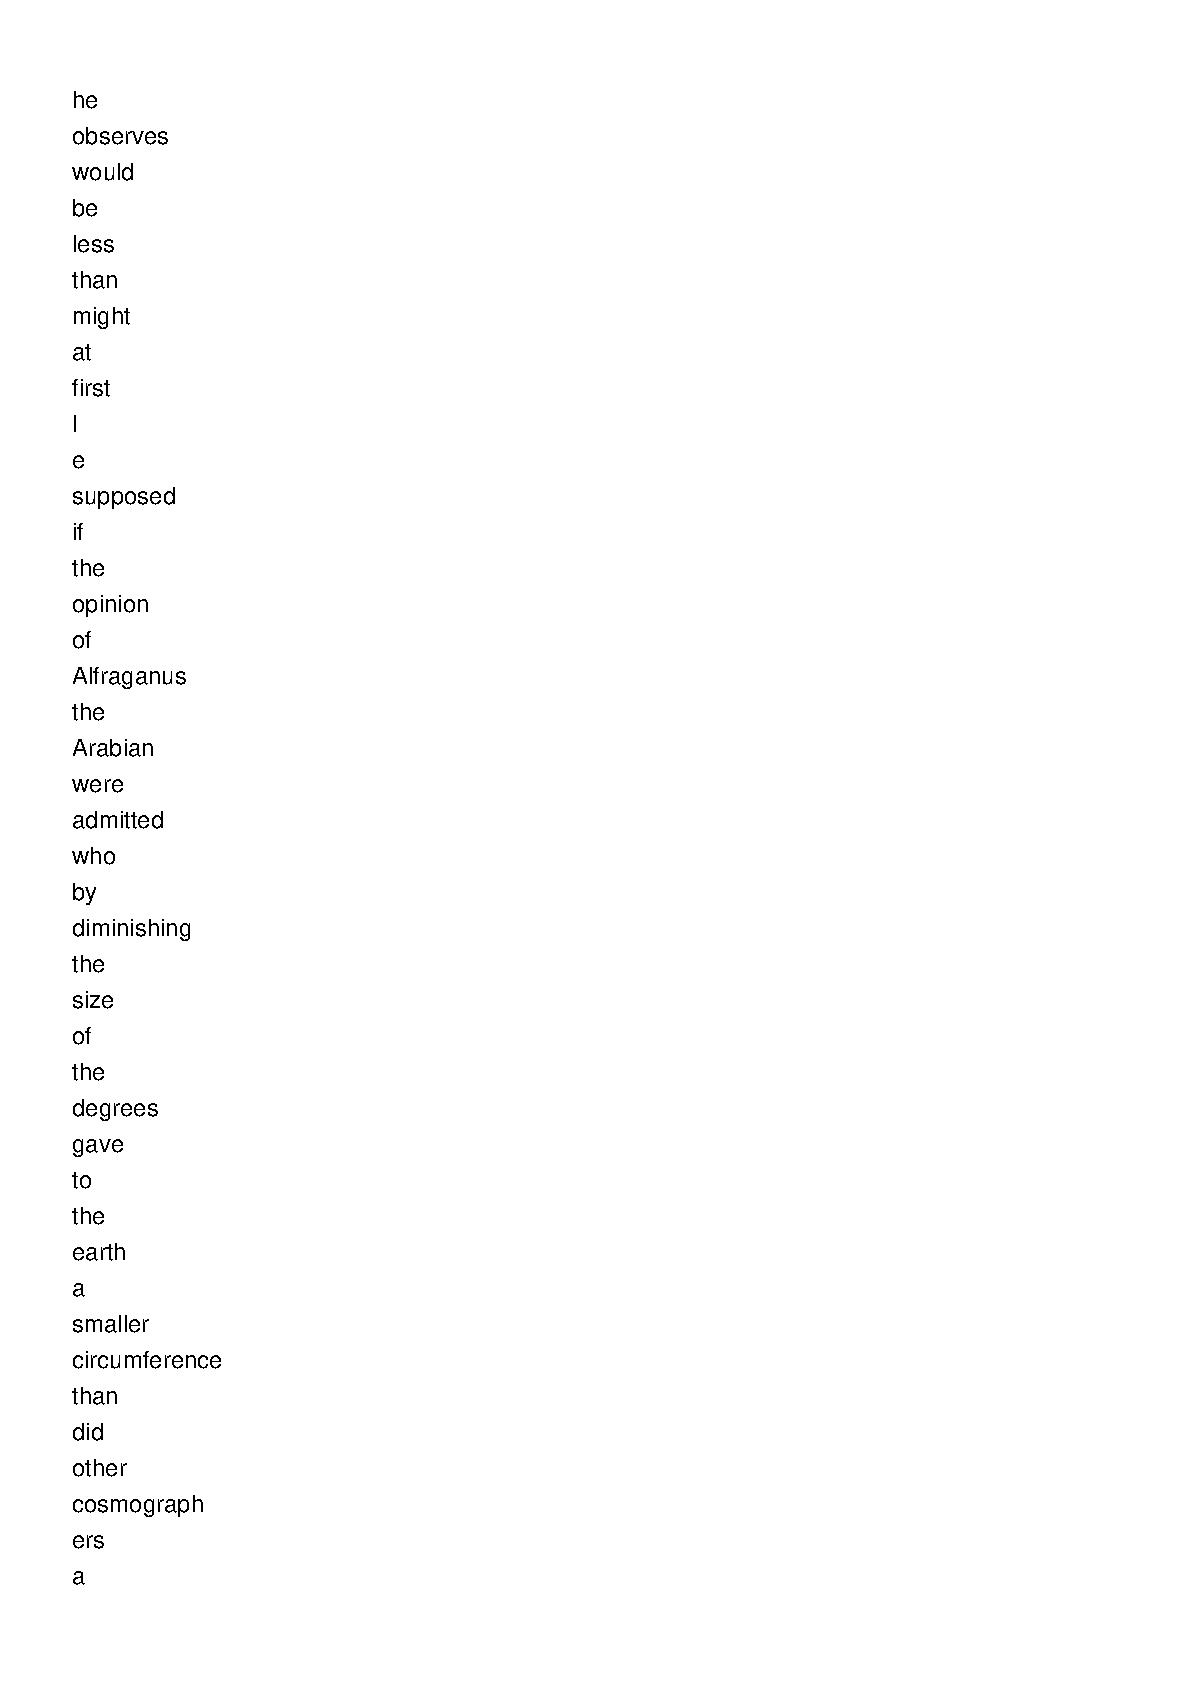 he
observes
would
be
less
than
might
at
first
I
e
supposed
if
the
opinion
of
Alfraganus
the
Arabian
were
admitted
who
by
diminishing
the
size
of
the
degrees
gave
to
the
earth
a
smaller
circumference
than
did
other
cosmograph
ers
a